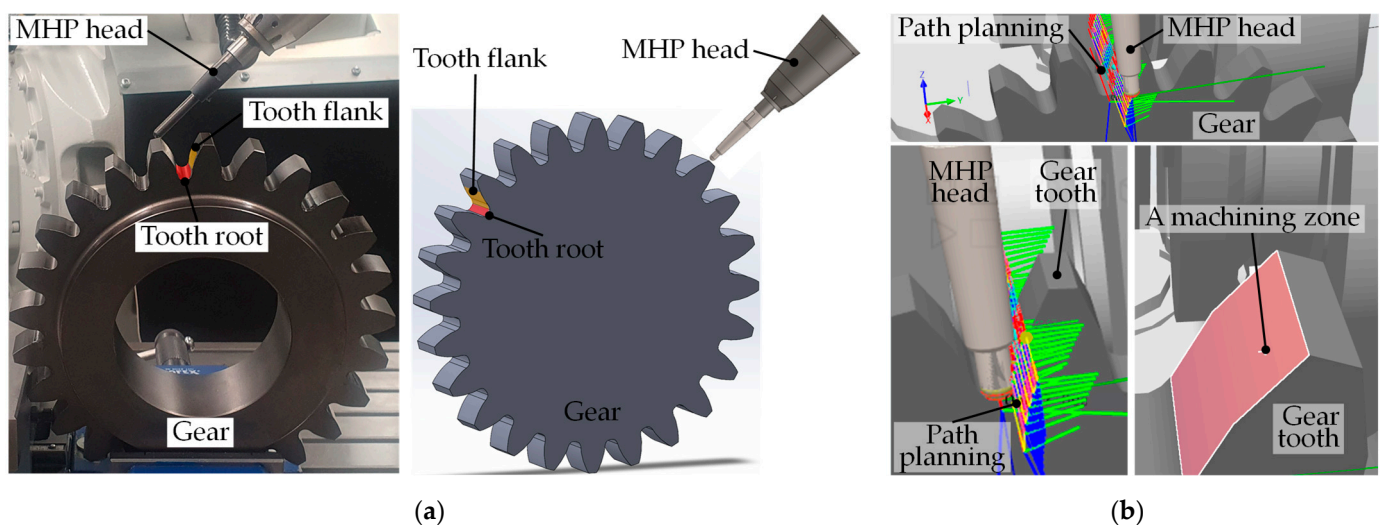 MHP head
Tooth flank
Tooth root
Gear
Tooth flank
MHP head
Tooth root
Gear
(a)
Path planning
MHP head
Z
Y
X
Gear
MHP
head
Gear
tooth
Path
planning
A machining zone
Gear
tooth
(b)